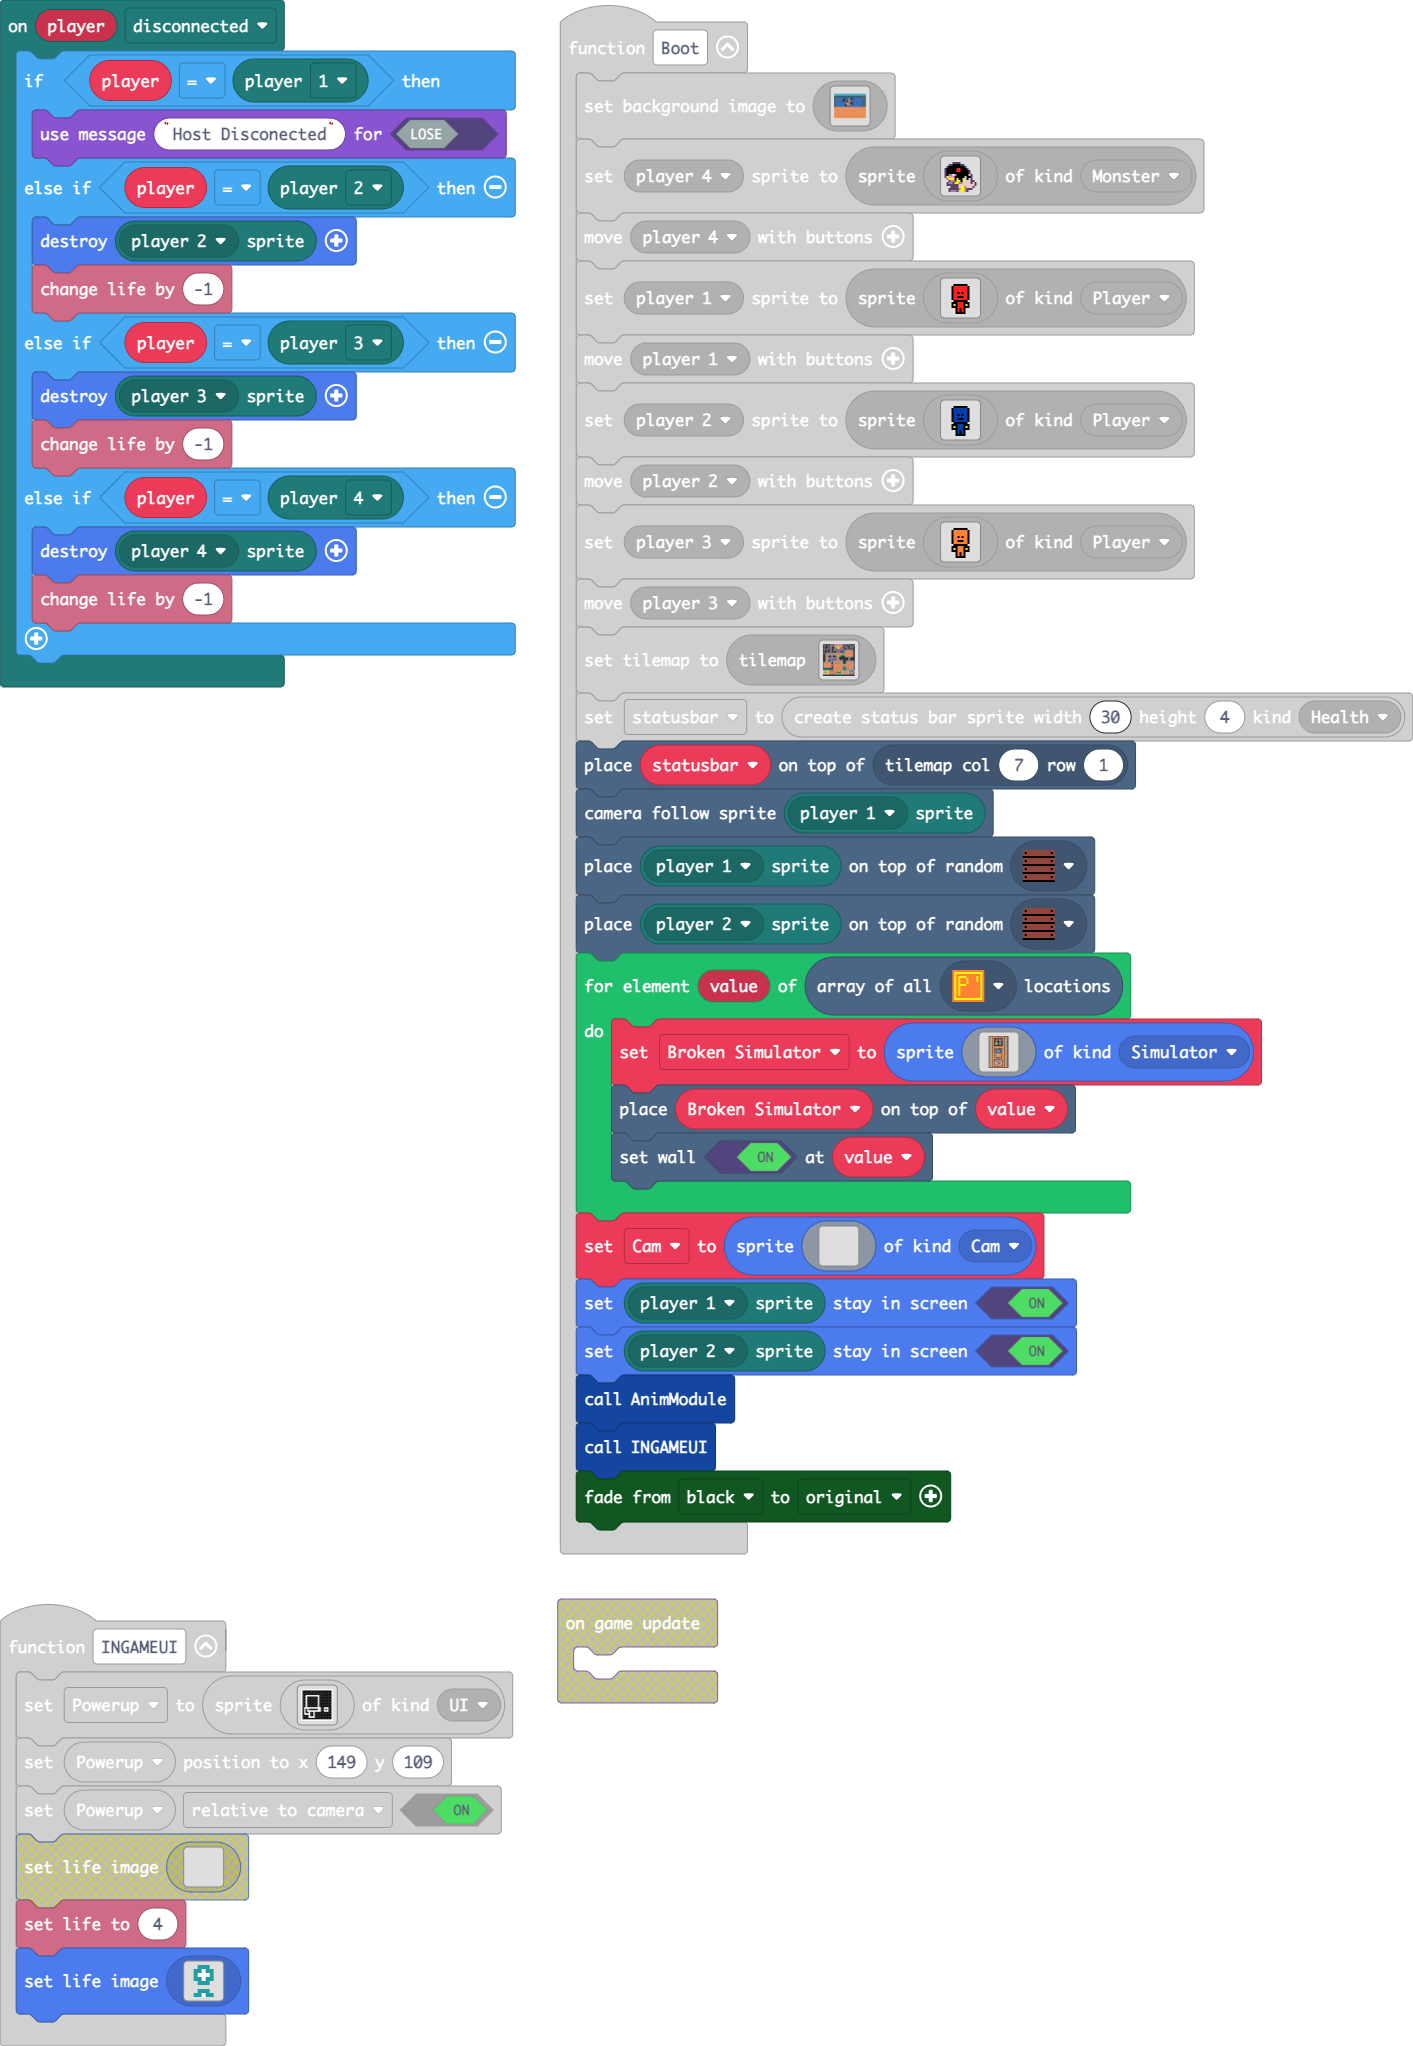 on player disconnected
if player = player 1 then
use message "Host Disconected" for LOSE
else if player = player 2 then
destroy player 2 sprite
change life by -1
else if player = player 3 then
destroy player 3 sprite
change life by -1
else if player = player 4 then
destroy player 4 sprite
change life by -1
function Boot
set background image to
set player 4 sprite to sprite of kind Monster
move player 4 with buttons
set player 1 sprite to sprite of kind Player
move player 1 with buttons
set player 2 sprite to sprite of kind Player
move player 2 with buttons
set player 3 sprite to sprite of kind Player
move player 3 with buttons
set tilemap to tilemap
set statusbar to create status bar sprite width 30 height 4 kind Health
place statusbar on top of tilemap col 7 row 1
camera follow sprite player 1 sprite
place player 1 sprite on top of random
place player 2 sprite on top of random
for element value of array of all P' locations
do
set Broken Simulator to sprite of kind Simulator
place Broken Simulator on top of value
set wall ON at value
set Cam to sprite of kind Cam
set player 1 sprite stay in screen ON
set player 2 sprite stay in screen ON
call AnimModule
call INGAMEUI
fade from black to original
function INGAMEUI
set Powerup to sprite of kind UI
set Powerup position to x 149 y 109
set Powerup relative to camera ON
set life image
set life to 4
set life image
on game update